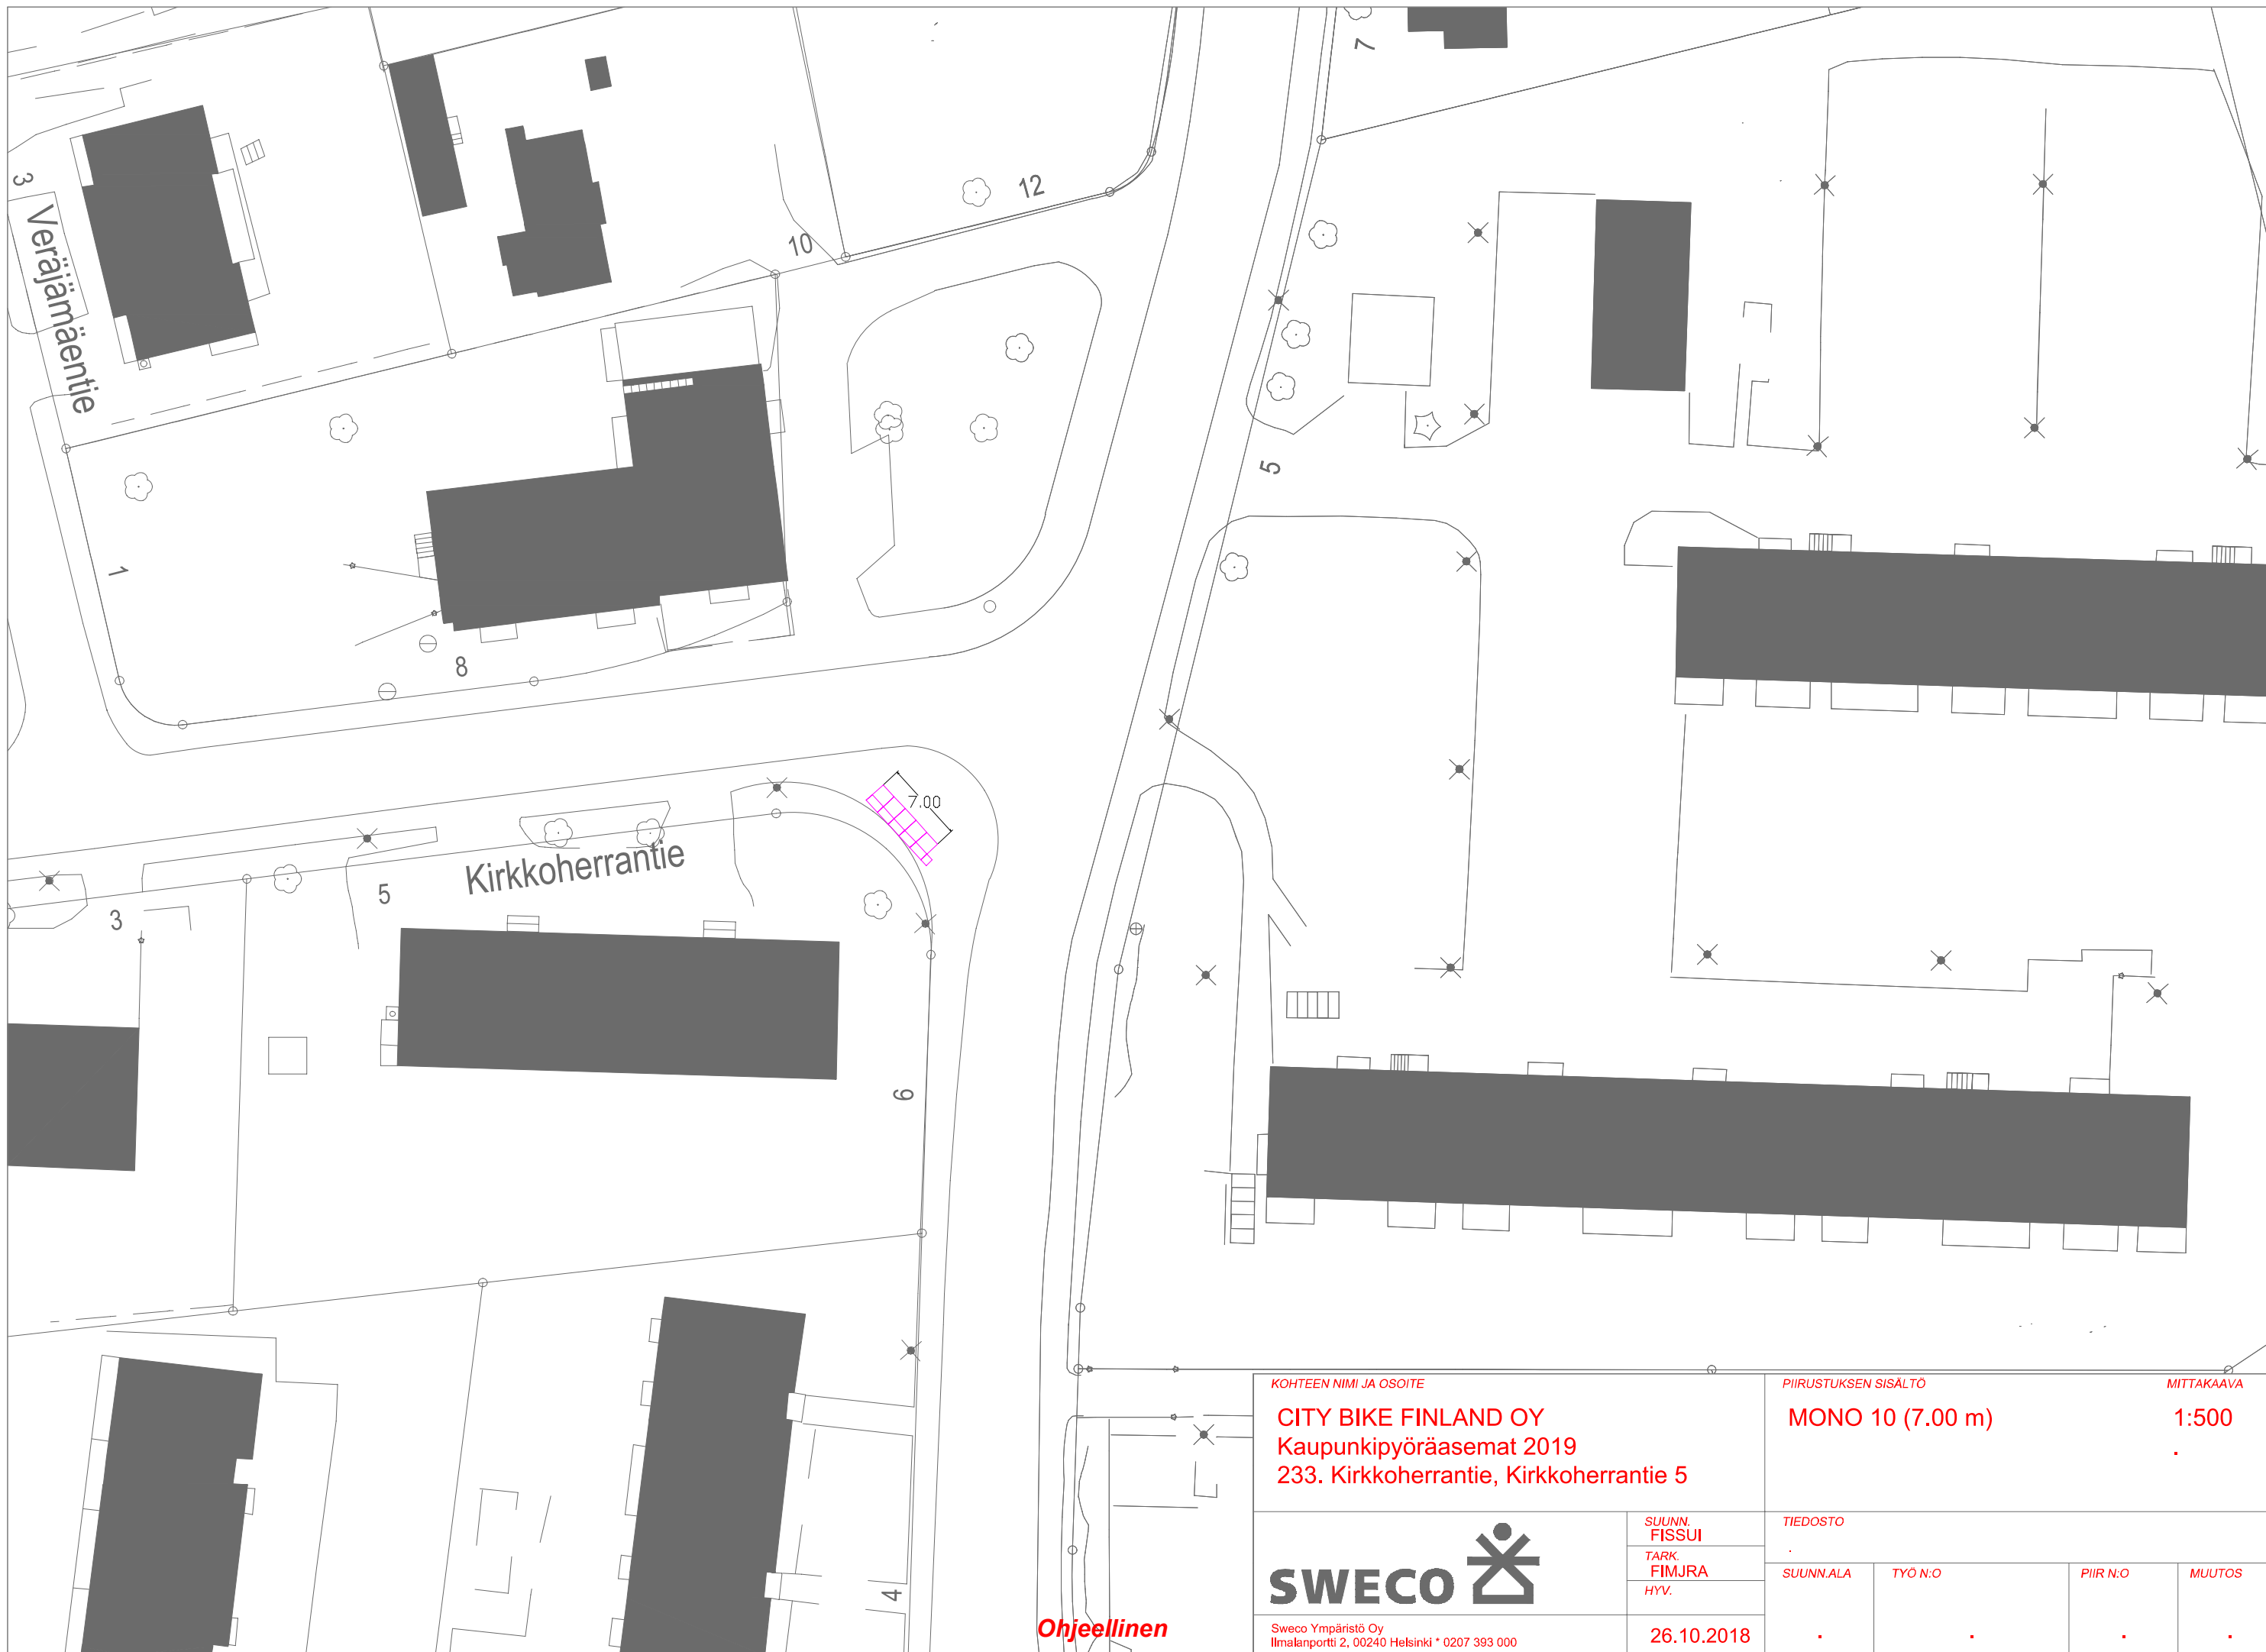 7
3
Veräjämäentie
12
10
5
1
8
7.00
Kirkkoherrantie
5
3
6
4
Ohjeellinen
KOHTEEN NIMI JA OSOITE
CITY BIKE FINLAND OY
Kaupunkipyöräasemat 2019
233. Kirkkoherrantie, Kirkkoherrantie 5
PIIRUSTUKSEN SISÄLTÖ
MITTAKAAVA
MONO 10 (7.00 m)
1:500
.
SWECO
SUUNN.
FISSUI
TARK.
FIMJRA
HYV.
TIEDOSTO
.
SUUNN.ALA
TYÖ N:O
PIIR N:O
MUUTOS
Sweco Ympäristö Oy
Ilmalanportti 2, 00240 Helsinki * 0207 393 000
26.10.2018
. . . .